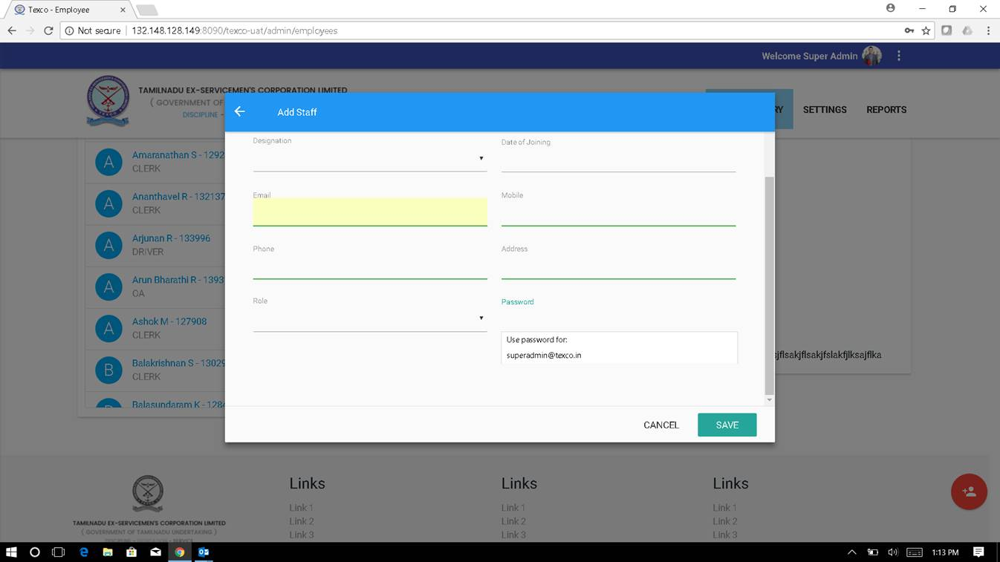 Texco - Employee
Not secure | 132.148.128.149:8090/texco-uat/admin/employees
Welcome Super Admin
TAMILNADU EX-SERVICEMEN'S CORPORATION LIMITED
( GOVERNMENT OF
DISCIPLINE -
RY SETTINGS REPORTS
Add Staff
Designation
Date of Joining
Email
Mobile
Phone
Address
Role
Password
Use password for:
superadmin@texco.in
CANCEL SAVE
A Amaranathan S - 1292
CLERK
A Ananthavel R - 132137
CLERK
A Arjunan R - 133996
DRIVER
A Arun Bharathi R - 1393
OA
A Ashok M - 127908
CLERK
B Balakrishnan S - 13029
CLERK
Balasundaram K - 1284
sjflsakjflsakjfslakfjlksajflka
TAMILNADU EX-SERVICEMEN'S CORPORATION LIMITED
( GOVERNMENT OF TAMILNADU UNDERTAKING )
Links
Link 1
Link 2
Link 3
Links
Link 1
Link 2
Link 3
Links
Link 1
Link 2
Link 3
1:13 PM